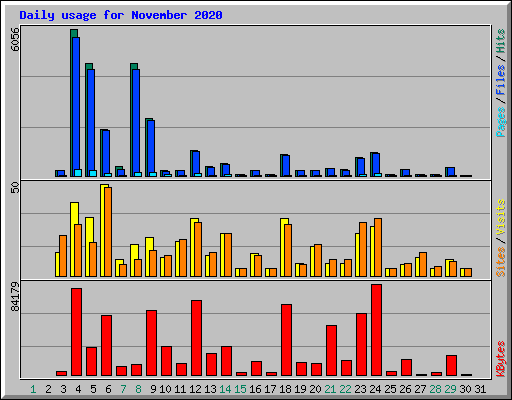 Daily usage for November 2020
6056
Pages / Files / Hits
50
Sites / Visits
84179
KBytes
1 2 3 4 5 6 7 8 9 10 11 12 13 14 15 16 17 18 19 20 21 22 23 24 25 26 27 28 29 30 31